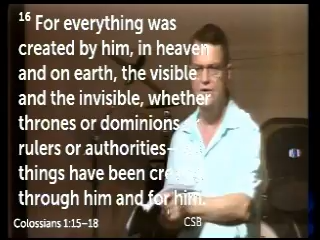 16 For everything was
created by him, in heaven
and on earth, the visible
and the invisible, whether
thrones or dominions
rulers or authorities—
things have been
through him and for him.
Colossians 1:15–18 CSB